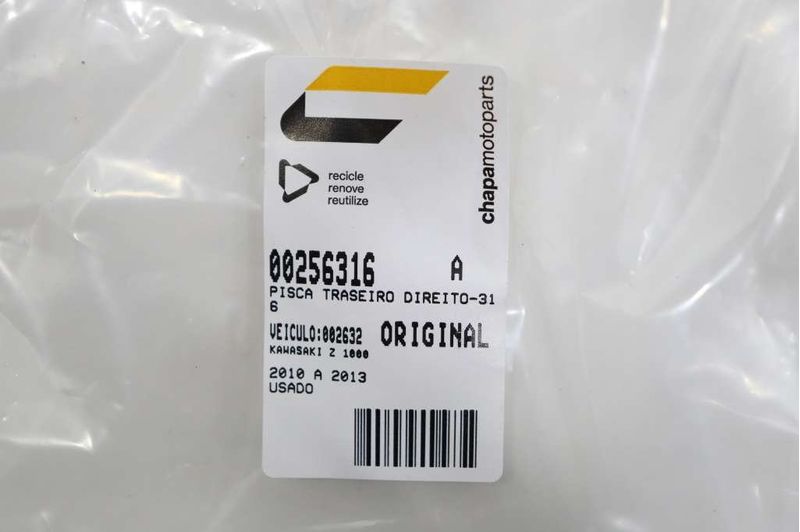 chapamotoparts
recicle
renove
reutilize
00256316 A
PISCA TRASEIRO DIREITO-31
6
VEICULO:002632 ORIGINAL
KAWASAKI Z 1000
2010 A 2013
USADO